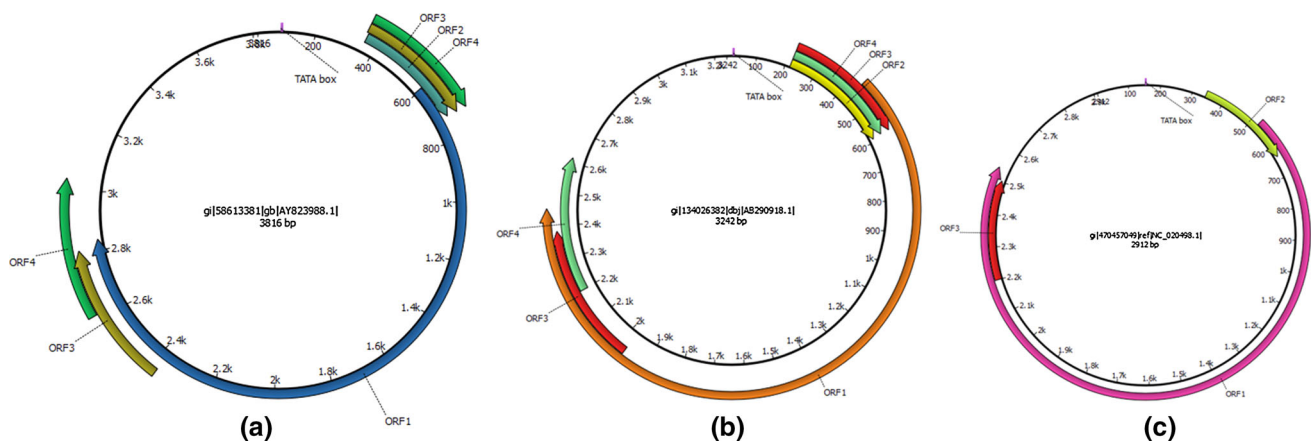 3816
3.8k
200
400
600
800
1k
1.2k
1.4k
1.6k
1.8k
2k
2.2k
2.4k
2.6k
2.8k
3k
3.2k
3.4k
3.6k
TATA box
ORF3
ORF2
ORF4
ORF4
ORF3
ORF1
gi|58613381|gb|AY823988.1|
3816 bp
(a)
3242
100
200
300
400
500
600
700
800
900
1.1k
1.2k
1.3k
1.4k
1.5k
1.6k
1.7k
1.8k
1.9k
2k
2.1k
2.2k
2.3k
2.4k
2.5k
2.6k
2.7k
2.8k
2.9k
3k
3.1k
TATA box
ORF4
ORF3
ORF2
ORF4
ORF3
ORF1
gi|134026382|dbj|AB290918.1|
3242 bp
(b)
2912
100
200
300
400
500
600
700
800
900
1.1k
1.2k
1.3k
1.4k
1.5k
1.6k
1.7k
1.8k
1.9k
2k
2.1k
2.2k
2.3k
2.4k
2.5k
2.6k
2.7k
2.8k
TATA box
ORF2
ORF3
ORF1
gi|470457049|ref|NC_020498.1|
2912 bp
(c)